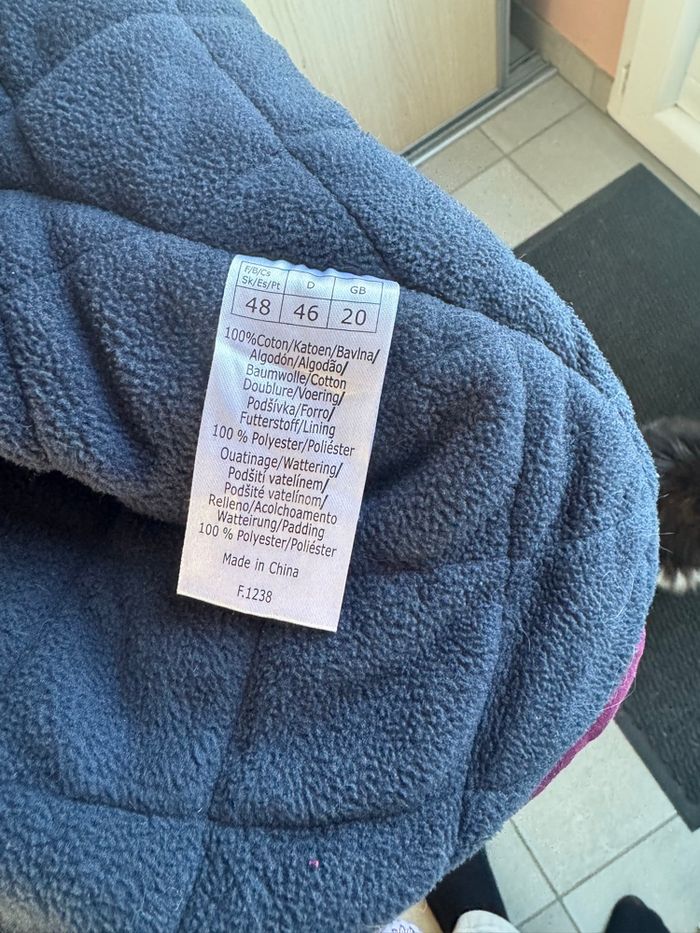 F/B/Cs
Sk/Es/Pt D GB
48 46 20
100%Coton/Katoen/Bavlna/
Algodón/Algodão/
Baumwolle/Cotton
Doublure/Voering/
Podšívka/Forro/
Futterstoff/Lining
100 % Polyester/Poliéster
Ouatinage/Wattering/
Podšití vatelínem/
Podšité vatelínom/
Relleno/Acolchoamento
Watteirung/Padding
100 % Polyester/Poliéster
Made in China
F.1238